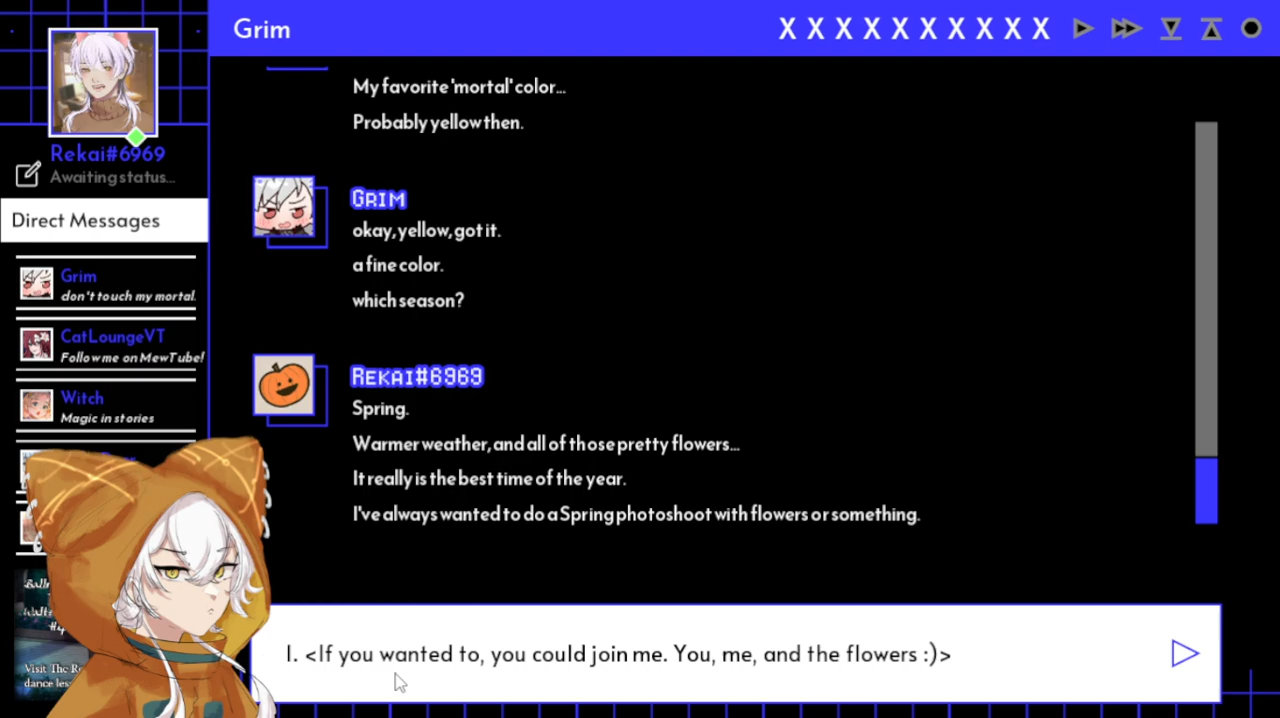 Grim
X X X X X X X X X X
Rekai#6969
Awaiting status...
Direct Messages
Grim
don't touch my mortal.
CatLoungeVT
Follow me on MewTube!
Witch
Magic in stories
Visit The
dance
My favorite 'mortal' color...
Probably yellow then.
Grim
okay, yellow, got it.
a fine color.
which season?
Rekai#6969
Spring.
Warmer weather, and all of those pretty flowers...
It really is the best time of the year.
I've always wanted to do a Spring photoshoot with flowers or something.
1. <If you wanted to, you could join me. You, me, and the flowers :)>